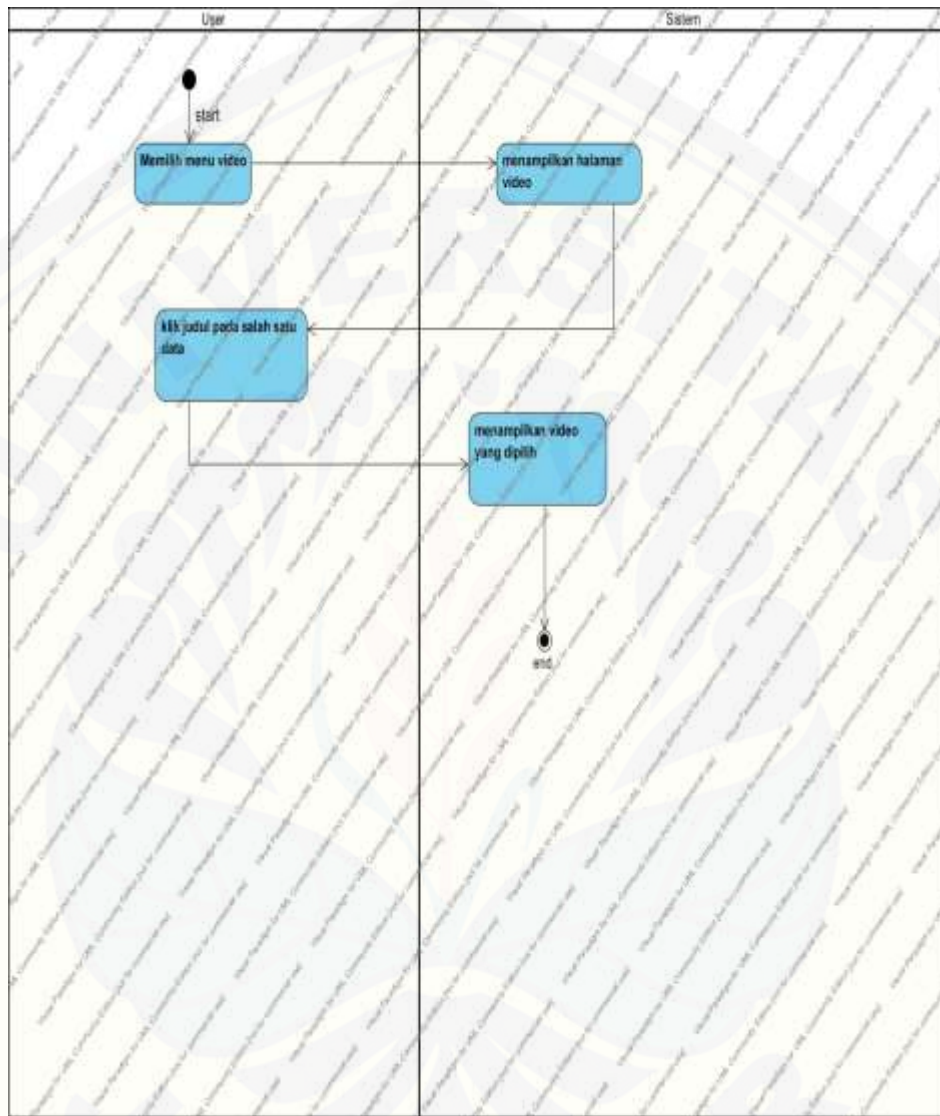 User
Sistem
start
Memilih menu video
menampilkan halaman
video
klik judul pada salah satu
data
menampilkan video
yang dipilih
end
UNIVERSITAS